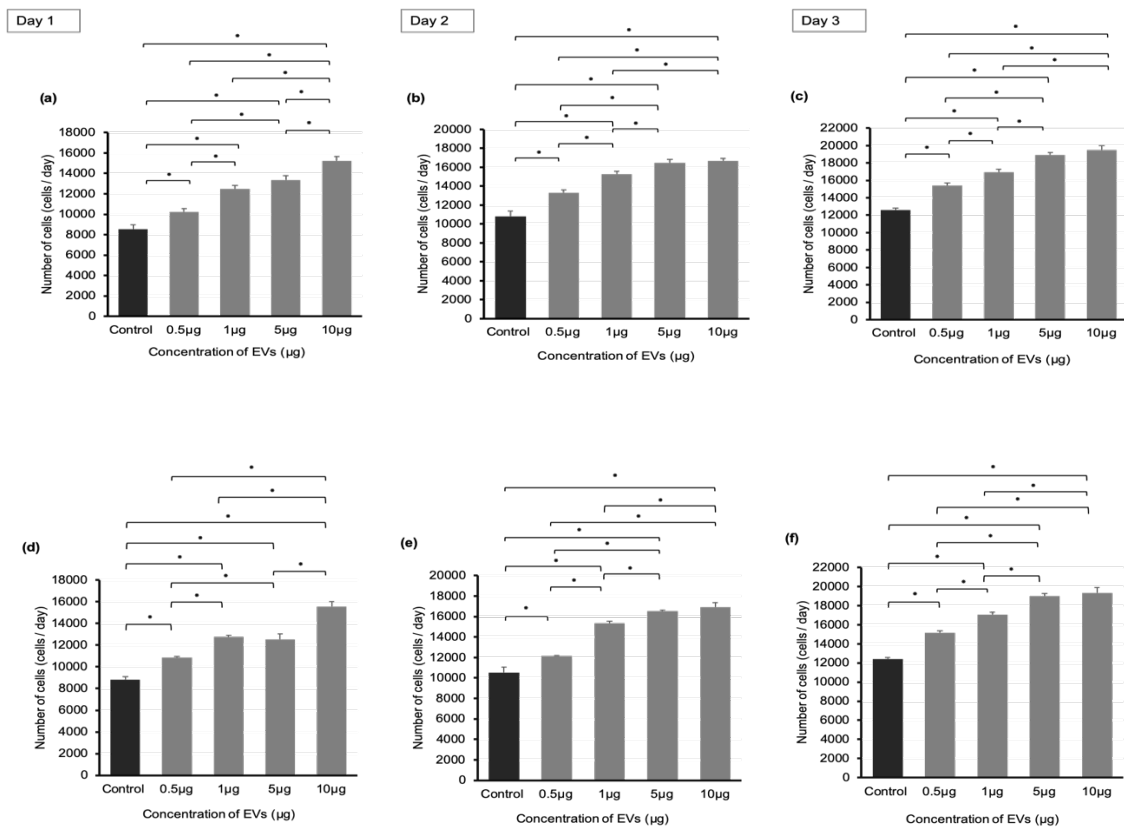 Day 1
Day 2
Day 3
(a)
* * * * * * * * * *
Number of cells (cells / day)
18000
16000
14000
12000
10000
8000
6000
4000
2000
0
Control 0.5µg 1µg 5µg 10µg
Concentration of EVs (µg)
(b)
* * * * * * * * *
Number of cells (cells / day)
20000
18000
16000
14000
12000
10000
8000
6000
4000
2000
0
Control 0.5µg 1µg 5µg 10µg
Concentration of EVs (µg)
(c)
* * * * * * * * *
Number of cells (cells / day)
22000
20000
18000
16000
14000
12000
10000
8000
6000
4000
2000
0
Control 0.5µg 1µg 5µg 10µg
Concentration of EVs (µg)
(d)
* * * * * * * * *
Number of cells (cells / day)
18000
16000
14000
12000
10000
8000
6000
4000
2000
0
Control 0.5µg 1µg 5µg 10µg
Concentration of EVs (µg)
(e)
* * * * * * * * *
Number of cells (cells / day)
20000
18000
16000
14000
12000
10000
8000
6000
4000
2000
0
Control 0.5µg 1µg 5µg 10µg
Concentration of EVs (µg)
(f)
* * * * * * * * *
Number of cells (cells / day)
22000
20000
18000
16000
14000
12000
10000
8000
6000
4000
2000
0
Control 0.5µg 1µg 5µg 10µg
Concentration of EVs (µg)